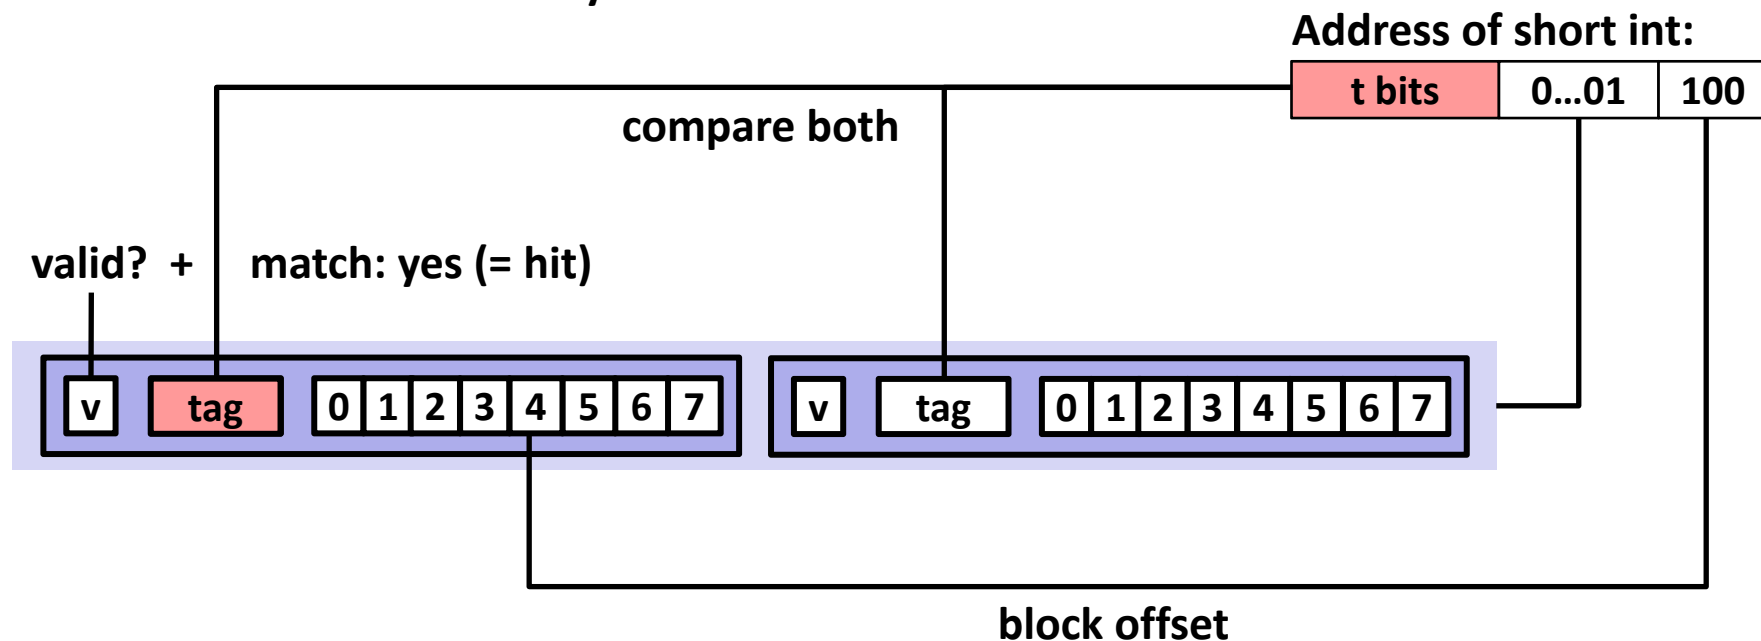 Address of short int:
t bits 0...01 100
compare both
valid? + match: yes (= hit)
v tag 0 1 2 3 4 5 6 7 v tag 0 1 2 3 4 5 6 7
block offset